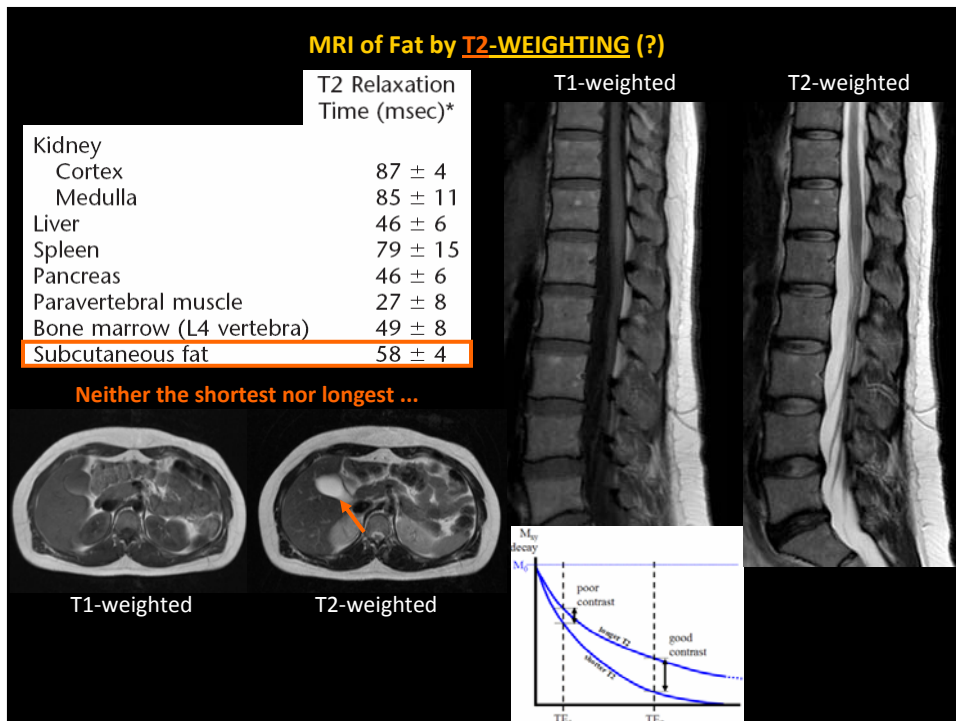 MRI of Fat by T2-WEIGHTING (?)
T2 Relaxation
Time (msec)*
Kidney
Cortex 87 ± 4
Medulla 85 ± 11
Liver 46 ± 6
Spleen 79 ± 15
Pancreas 46 ± 6
Paravertebral muscle 27 ± 8
Bone marrow (L4 vertebra) 49 ± 8
Subcutaneous fat 58 ± 4
Neither the shortest nor longest ...
T1-weighted
T2-weighted
T1-weighted
T2-weighted
Mxy
decay
M0
poor
contrast
longer T2
shorter T2
good
contrast
TE
TE